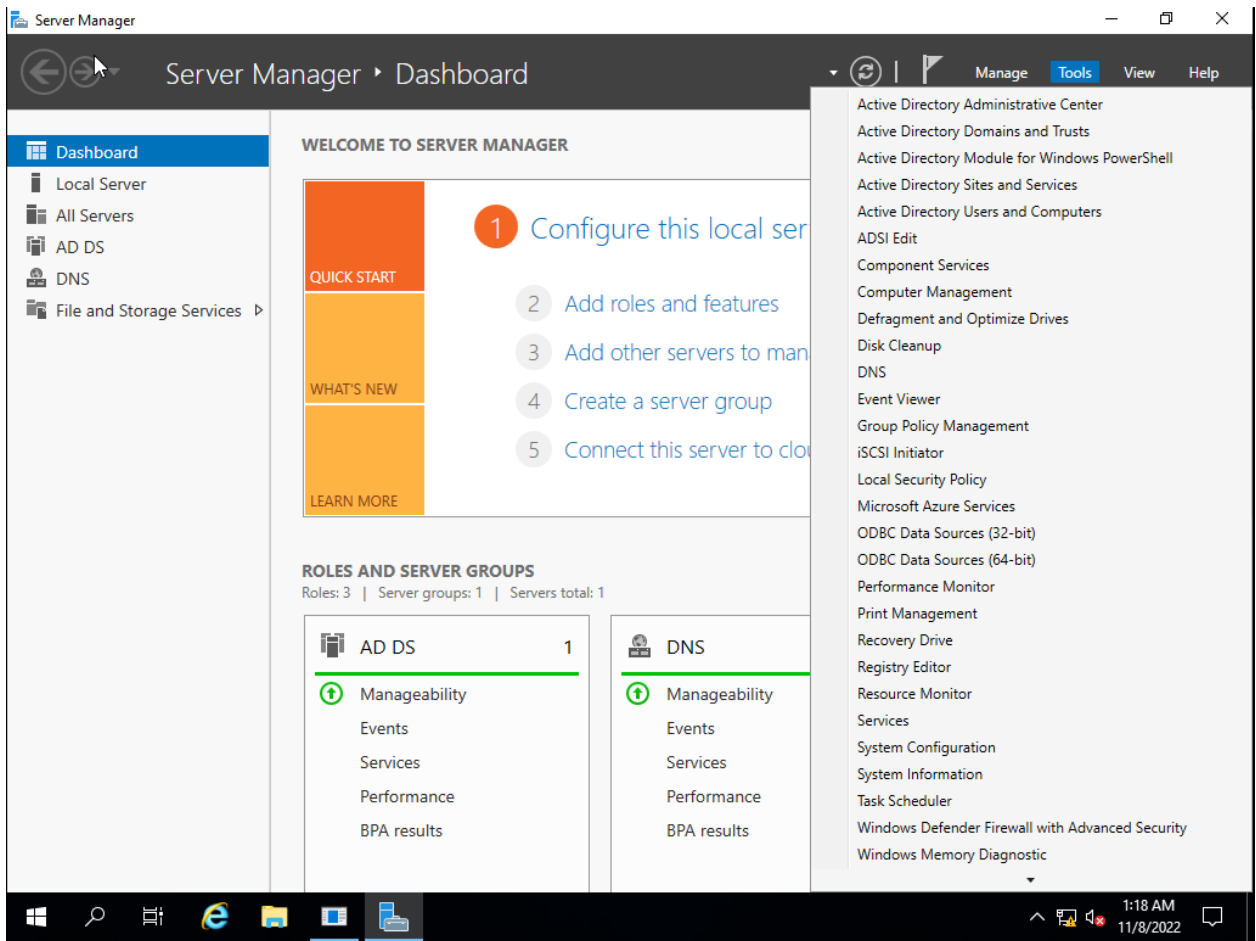 Server Manager
Server Manager ‣ Dashboard
Manage Tools View Help
Dashboard
Local Server
All Servers
AD DS
DNS
File and Storage Services
WELCOME TO SERVER MANAGER
QUICK START
WHAT'S NEW
LEARN MORE
1 Configure this local ser
2 Add roles and features
3 Add other servers to man
4 Create a server group
5 Connect this server to clou
ROLES AND SERVER GROUPS
Roles: 3 | Server groups: 1 | Servers total: 1
AD DS 1
Manageability
Events
Services
Performance
BPA results
DNS
Manageability
Events
Services
Performance
BPA results
Active Directory Administrative Center
Active Directory Domains and Trusts
Active Directory Module for Windows PowerShell
Active Directory Sites and Services
Active Directory Users and Computers
ADSI Edit
Component Services
Computer Management
Defragment and Optimize Drives
Disk Cleanup
DNS
Event Viewer
Group Policy Management
iSCSI Initiator
Local Security Policy
Microsoft Azure Services
ODBC Data Sources (32-bit)
ODBC Data Sources (64-bit)
Performance Monitor
Print Management
Recovery Drive
Registry Editor
Resource Monitor
Services
System Configuration
System Information
Task Scheduler
Windows Defender Firewall with Advanced Security
Windows Memory Diagnostic
1:18 AM
11/8/2022